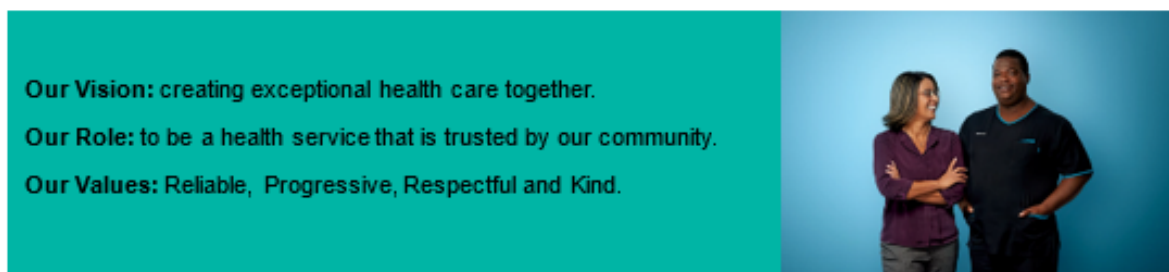 Our Vision: creating exceptional health care together.
Our Role: to be a health service that is trusted by our community.
Our Values: Reliable, Progressive, Respectful and Kind.